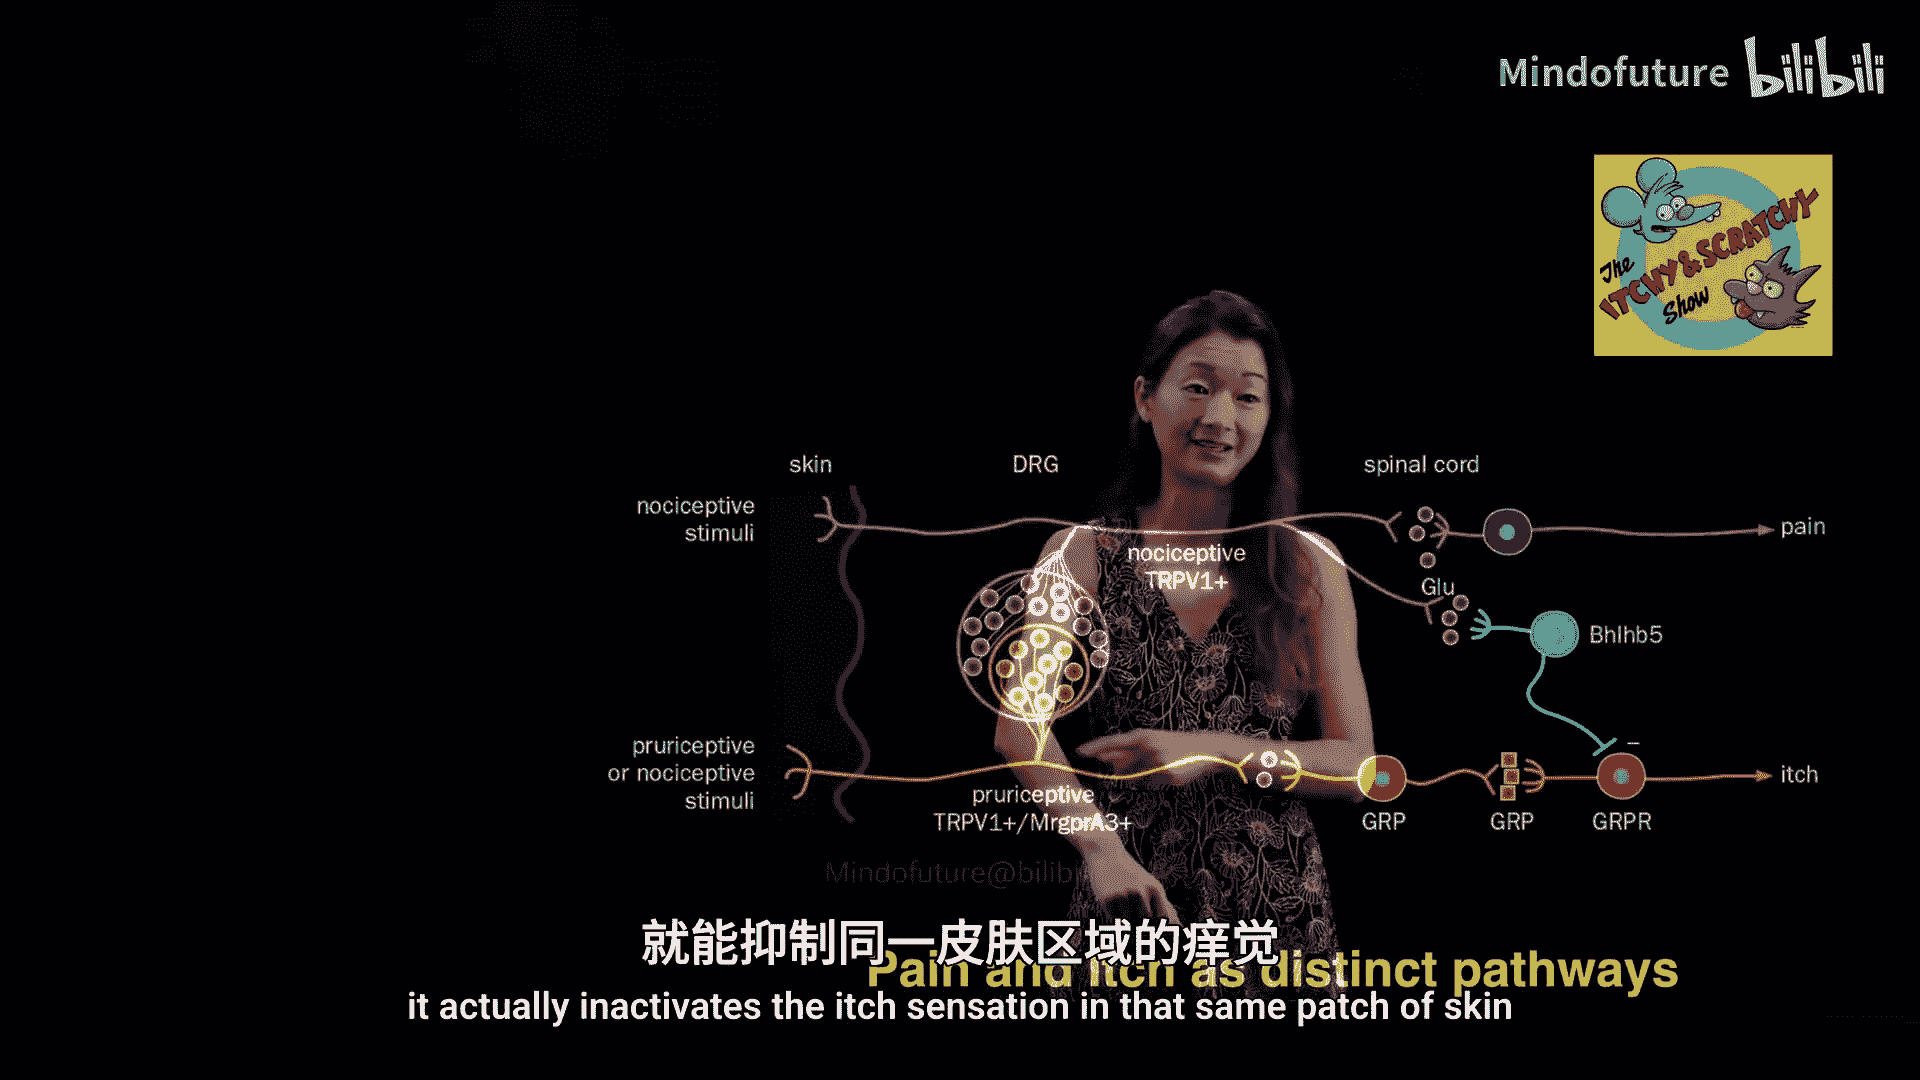 Mindofuture bilibili
The
ITCHY & SCRATCHY
Show
skin
DRG
spinal cord
nociceptive
stimuli
pain
nociceptive
TRPV1+
Glu
Bhlhb5
pruriceptive
or nociceptive
stimuli
–
itch
pruriceptive
TRPV1+/MrgprA3+
GRP
GRP
GRPR
Mindofuture@bilibi
就能抑制同一皮肤区域的痒觉
Pain and itch as distinct pathways
it actually inactivates the itch sensation in that same patch of skin